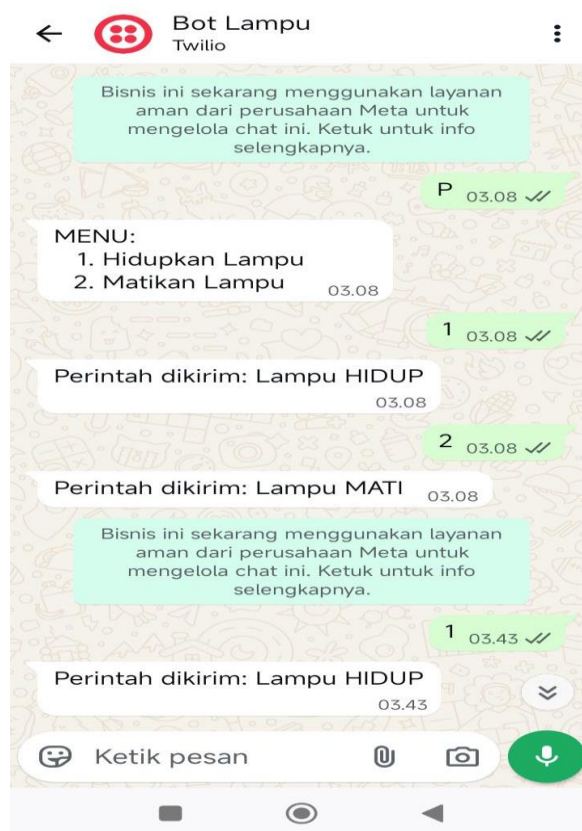 Bot Lampu
Twilio
Bisnis ini sekarang menggunakan layanan
aman dari perusahaan Meta untuk
mengelola chat ini. Ketuk untuk info
selengkapnya.
P 03.08
MENU:
1. Hidupkan Lampu
2. Matikan Lampu 03.08
1 03.08
Perintah dikirim: Lampu HIDUP
03.08
2 03.08
Perintah dikirim: Lampu MATI 03.08
Bisnis ini sekarang menggunakan layanan
aman dari perusahaan Meta untuk
mengelola chat ini. Ketuk untuk info
selengkapnya.
1 03.43
Perintah dikirim: Lampu HIDUP
03.43
Ketik pesan